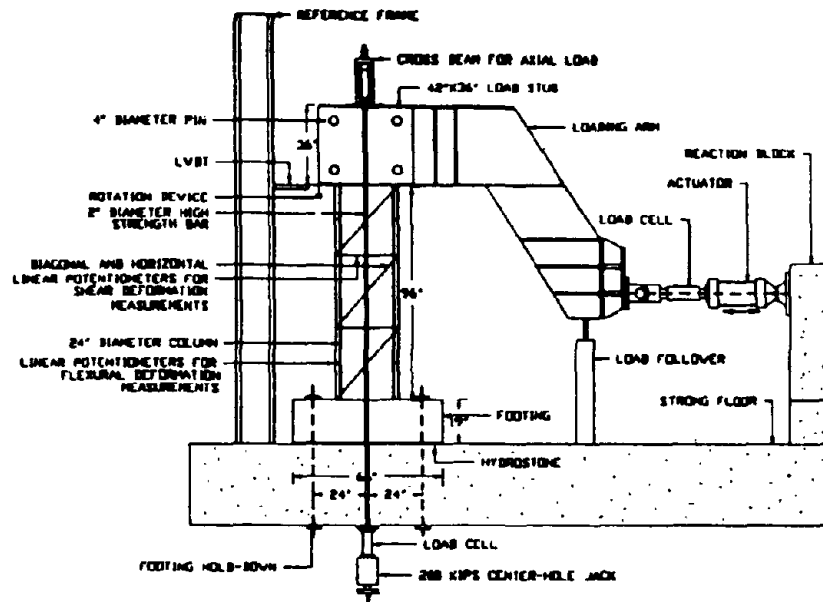 REFERENCE FRAME
CROSS BEAM FOR AXIAL LOAD
42"X36" LOAD STUB
4" DIAMETER PIN
36"
LOADING ARM
REACTION BLOCK
LVDT
ACTUATOR
ROTATION DEVICE
2" DIAMETER HIGH
STRENGTH BAR
LOAD CELL
DIAGONAL AND HORIZONTAL
LINEAR POTENTIOMETERS FOR
SHEAR DEFORMATION
MEASUREMENTS
96"
24" DIAMETER COLUMN
LINEAR POTENTIOMETERS FOR
FLEXURAL DEFORMATION
MEASUREMENTS
LOAD FOLLOWER
FOOTING
STRONG FLOOR
HYDROSTONE
24" 24"
LOAD CELL
FOOTING HOLD-DOWN
KIPS CENTER-HOLE JACK